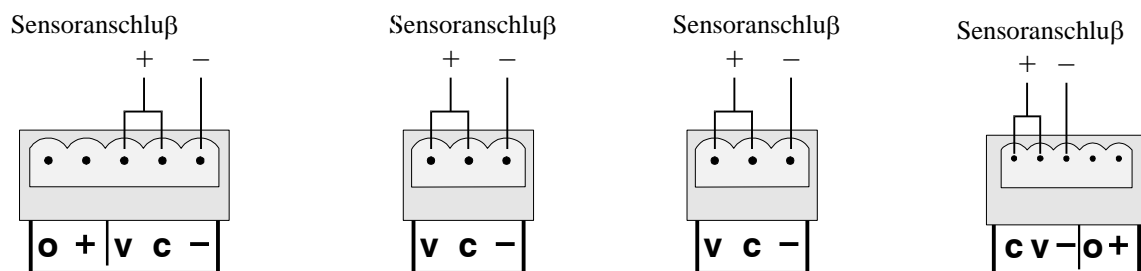 Sensoranschluβ
+ −
o + v c −
Sensoranschluβ
+ −
v c −
Sensoranschluβ
+ −
v c −
Sensoranschluβ
+ −
c v − o +